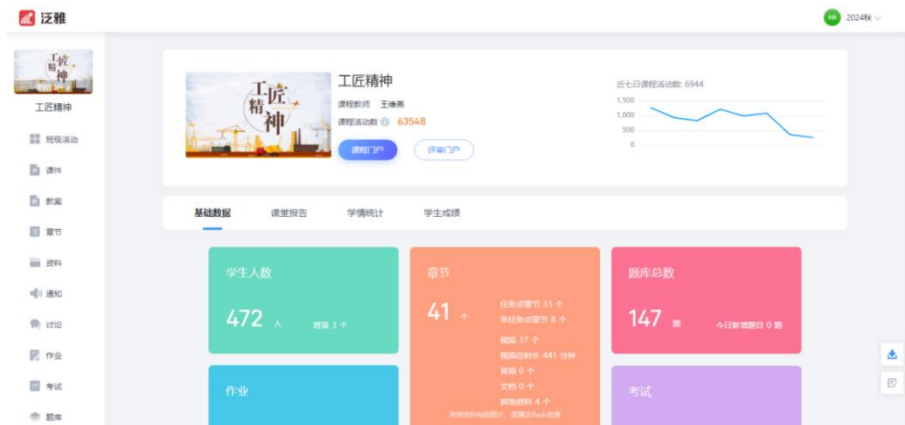 泛雅
2024秋
工匠精神
工匠精神
班级活动
课件
教案
章节
资料
通知
讨论
作业
考试
题库
工匠精神
工匠精神
课程教师 王
课程活动数 63548
课程门户 评审门户
近七日课程活动数: 6944
1,500
1,000
500
0
基础数据 课堂报告 学情统计 学生成绩
学生人数
472 人 班级 3 个
章节
41 个
任务点章节 33 个
非任务点章节 8 个
视频 37 个
视频总时长 441 分钟
音频 0 个
文档 0 个
其他资料 4 个
题库总数
147 题 今日新增题目 0 题
作业
考试